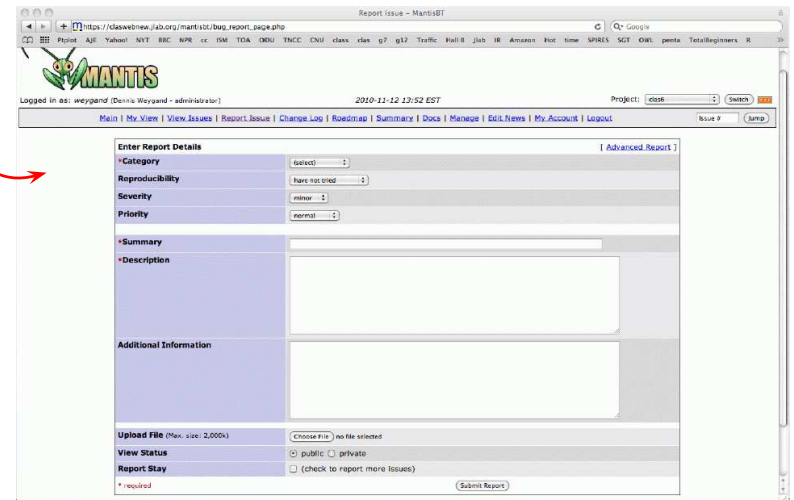 Report Issue - MantisBT
https://claswebnew.jlab.org/mantisbt/bug_report_page.php
Google
Ptplot AJE Yahoo! NYT BBC NPR cc ISM TOA ODU TNCC CNU class clas g7 g12 Traffic Hall B Jlab IR Amazon Hot time SPIRES SGT OWL penta TotalBeginners R
MANTIS
Logged in as: weygand (Dennis Weygand - administrator) 2010-11-12 13:52 EST Project: clas6 Switch
Main | My View | View Issues | Report Issue | Change Log | Roadmap | Summary | Docs | Manage | Edit News | My Account | Logout Issue # Jump
Enter Report Details [ Advanced Report ]
*Category (select)
Reproducibility have not tried
Severity minor
Priority normal
*Summary
*Description
Additional Information
Upload File (Max. size: 2,000k) Choose File no file selected
View Status public private
Report Stay (check to report more issues)
* required Submit Report